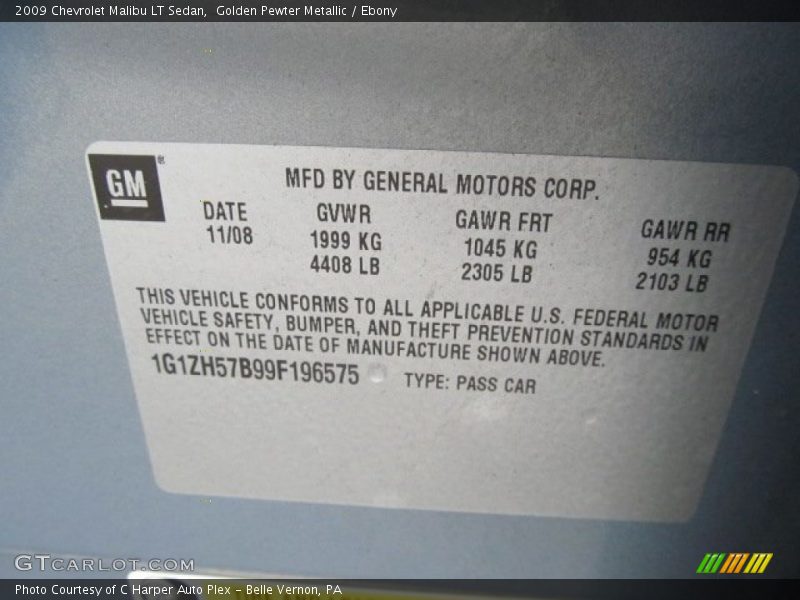 2009 Chevrolet Malibu LT Sedan,  Golden Pewter Metallic / Ebony
GM
MFD BY GENERAL MOTORS CORP.
DATE GVWR GAWR FRT GAWR RR
11/08 1999 KG 1045 KG 954 KG
4408 LB 2305 LB 2103 LB
THIS VEHICLE CONFORMS TO ALL APPLICABLE U.S. FEDERAL MOTOR
VEHICLE SAFETY, BUMPER, AND THEFT PREVENTION STANDARDS IN
EFFECT ON THE DATE OF MANUFACTURE SHOWN ABOVE.
1G1ZH57B99F196575 TYPE: PASS CAR
GTCARLOT.COM
Photo Courtesy of C Harper Auto Plex - Belle Vernon, PA